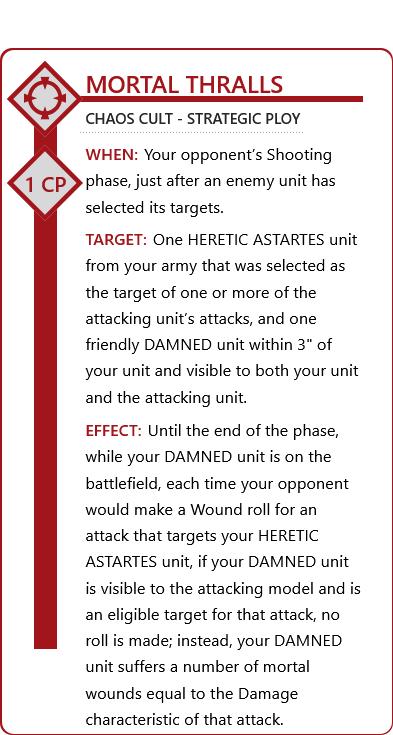 MORTAL THRALLS
CHAOS CULT - STRATEGIC PLOY
1 CP
WHEN: Your opponent's Shooting
phase, just after an enemy unit has
selected its targets.
TARGET: One HERETIC ASTARTES unit
from your army that was selected as
the target of one or more of the
attacking unit's attacks, and one
friendly DAMNED unit within 3" of
your unit and visible to both your unit
and the attacking unit.
EFFECT: Until the end of the phase,
while your DAMNED unit is on the
battlefield, each time your opponent
would make a Wound roll for an
attack that targets your HERETIC
ASTARTES unit, if your DAMNED unit
is visible to the attacking model and is
an eligible target for that attack, no
roll is made; instead, your DAMNED
unit suffers a number of mortal
wounds equal to the Damage
characteristic of that attack.